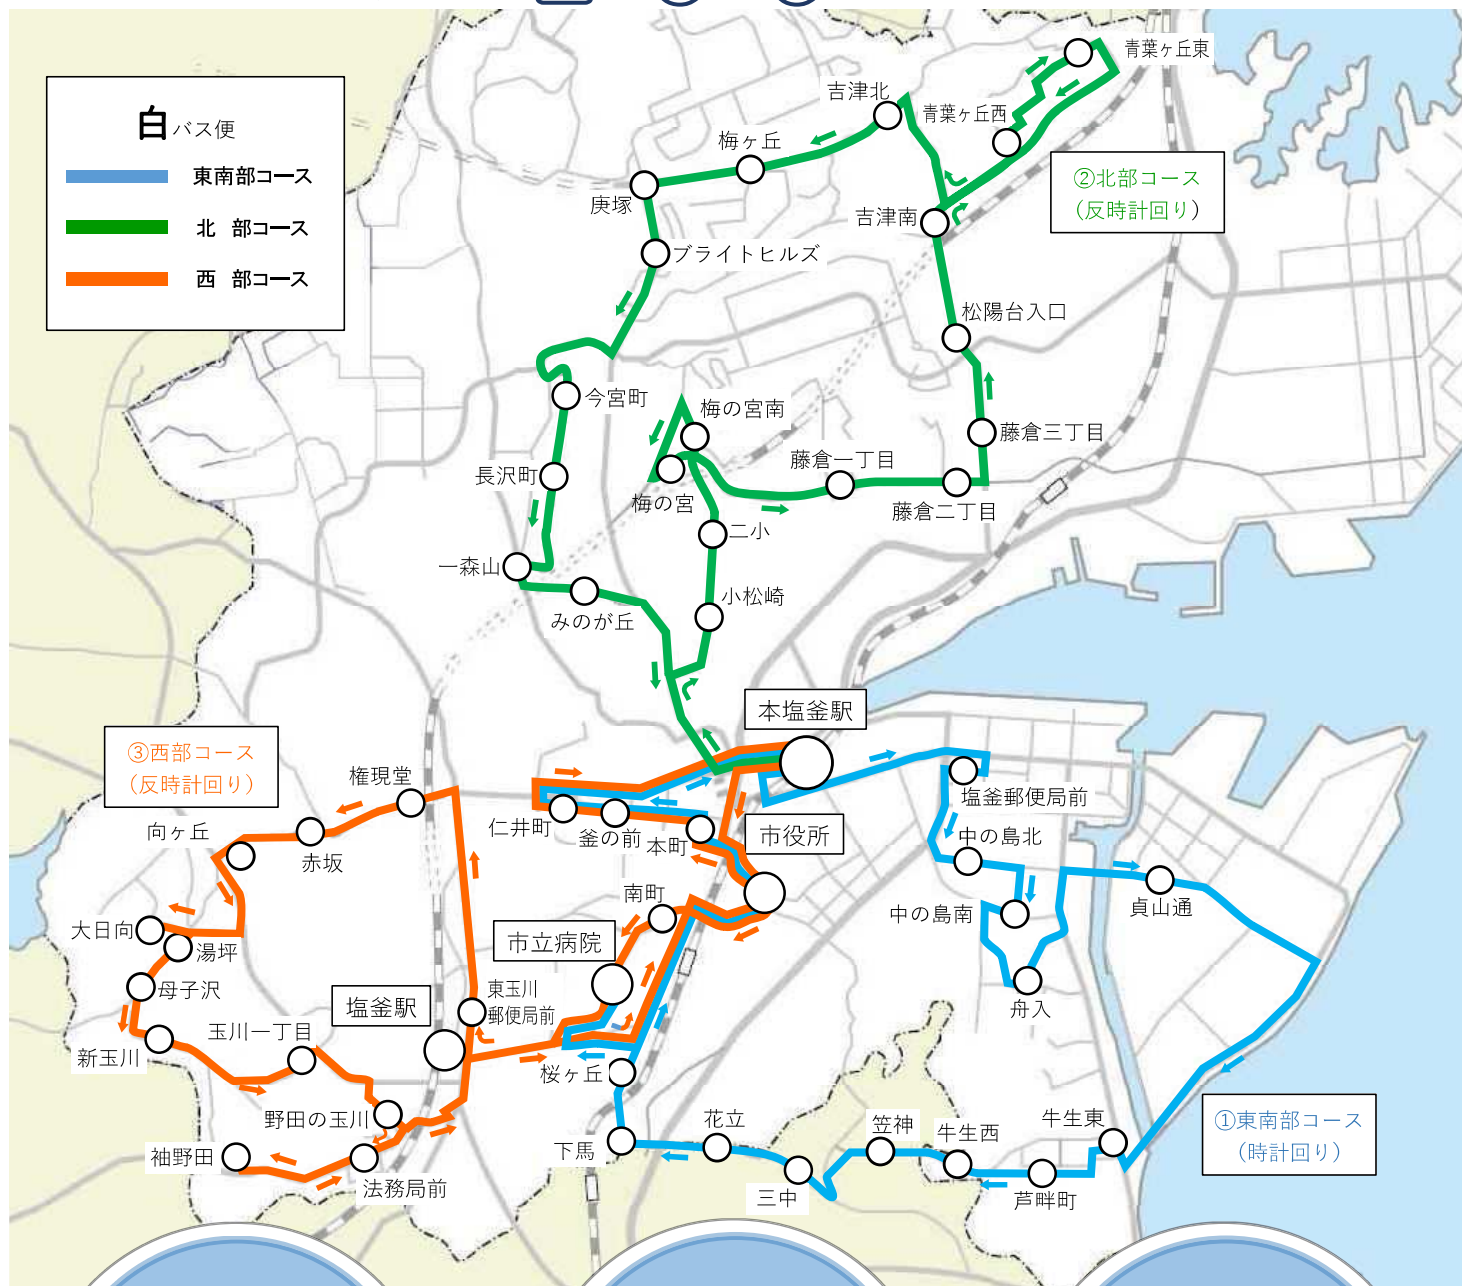 白バス便
東南部コース
北 部コース
西 部コース
青葉ヶ丘東
吉津北
青葉ヶ丘西
梅ヶ丘
②北部コース
(反時計回り)
庚塚
吉津南
ブライトヒルズ
松陽台入口
今宮町
梅の宮南
藤倉三丁目
藤倉一丁目
長沢町
梅の宮
藤倉二丁目
二小
一森山
小松崎
みのが丘
本塩釜駅
③西部コース
(反時計回り)
権現堂
塩釜郵便局前
仁井町
釜の前
本町
市役所
向ヶ丘
赤坂
中の島北
南町
中の島南
貞山通
大日向
湯坪
市立病院
母子沢
東玉川
郵便局前
塩釜駅
舟入
新玉川
玉川一丁目
桜ヶ丘
野田の玉川
花立
笠神
牛生西
牛生東
①東南部コース
(時計回り)
袖野田
下馬
法務局前
三中
芦畔町